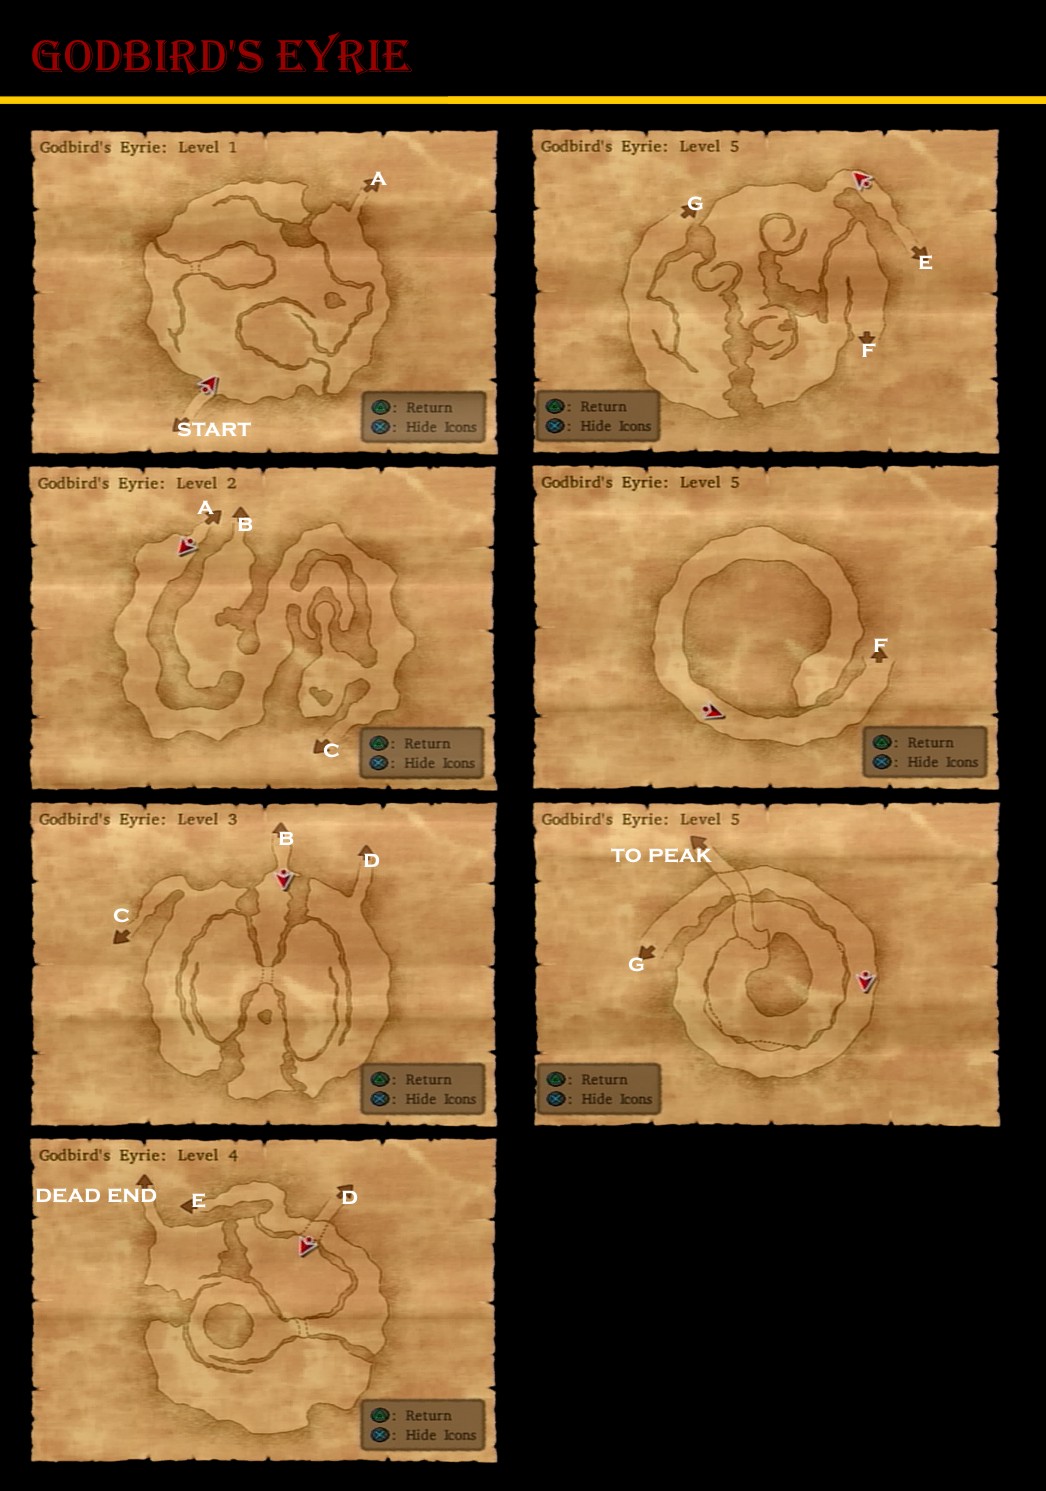 GODBIRD'S EYRIE
Godbird's Eyrie: Level 1
A
START
: Return
: Hide Icons
Godbird's Eyrie: Level 5
G
E
F
: Return
: Hide Icons
Godbird's Eyrie: Level 2
A
B
C
: Return
: Hide Icons
Godbird's Eyrie: Level 5
F
: Return
: Hide Icons
Godbird's Eyrie: Level 3
B
D
C
: Return
: Hide Icons
Godbird's Eyrie: Level 5
TO PEAK
G
: Return
: Hide Icons
Godbird's Eyrie: Level 4
DEAD END
E
D
: Return
: Hide Icons